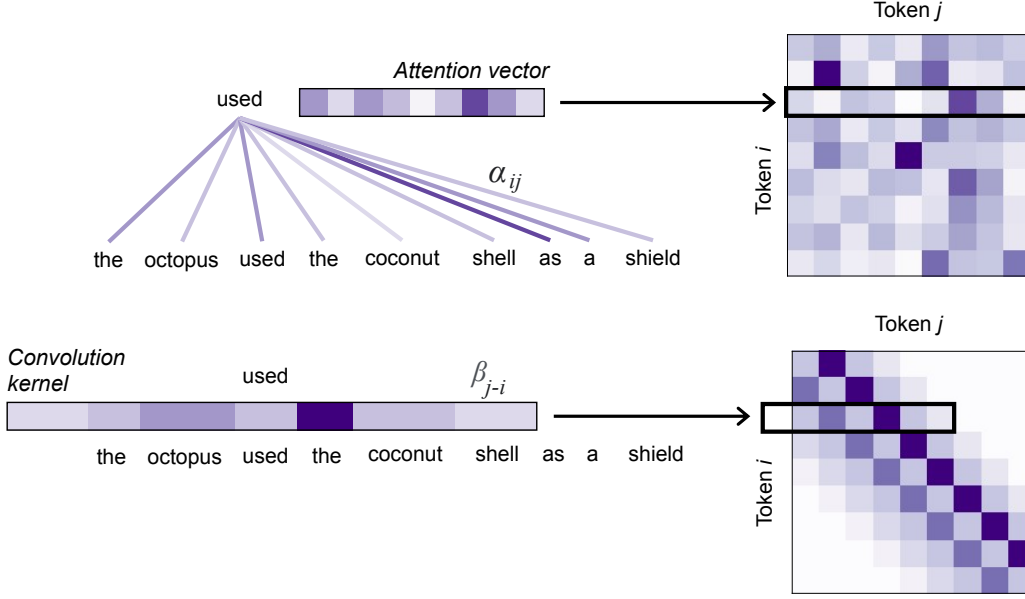 Token j
Attention vector
used
α_ij
Token i
the octopus used the coconut shell as a shield
Token j
Convolution
kernel
used
β_j-i
the octopus used the coconut shell as a shield
Token i